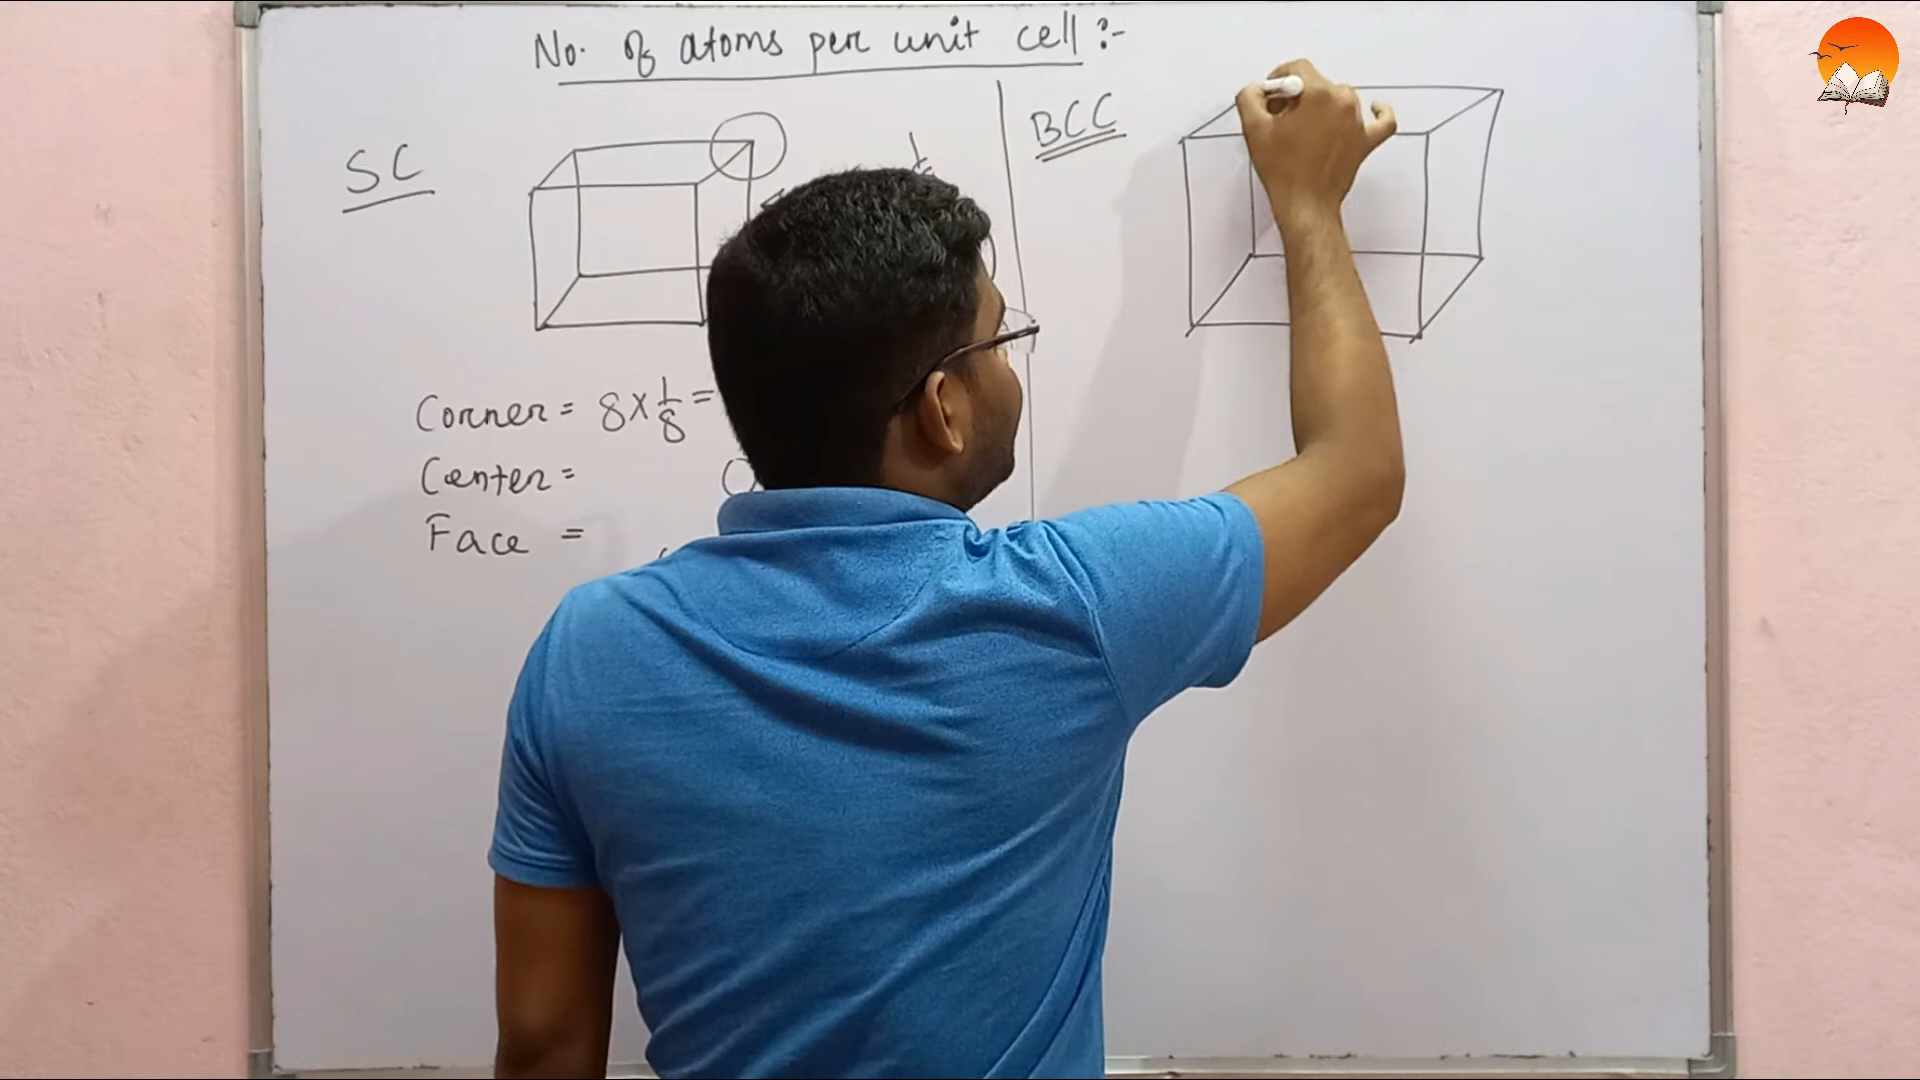 No. of atoms per unit cell :-
SC
Corner = 8 × 1/8 =
Center =
Face =
BCC